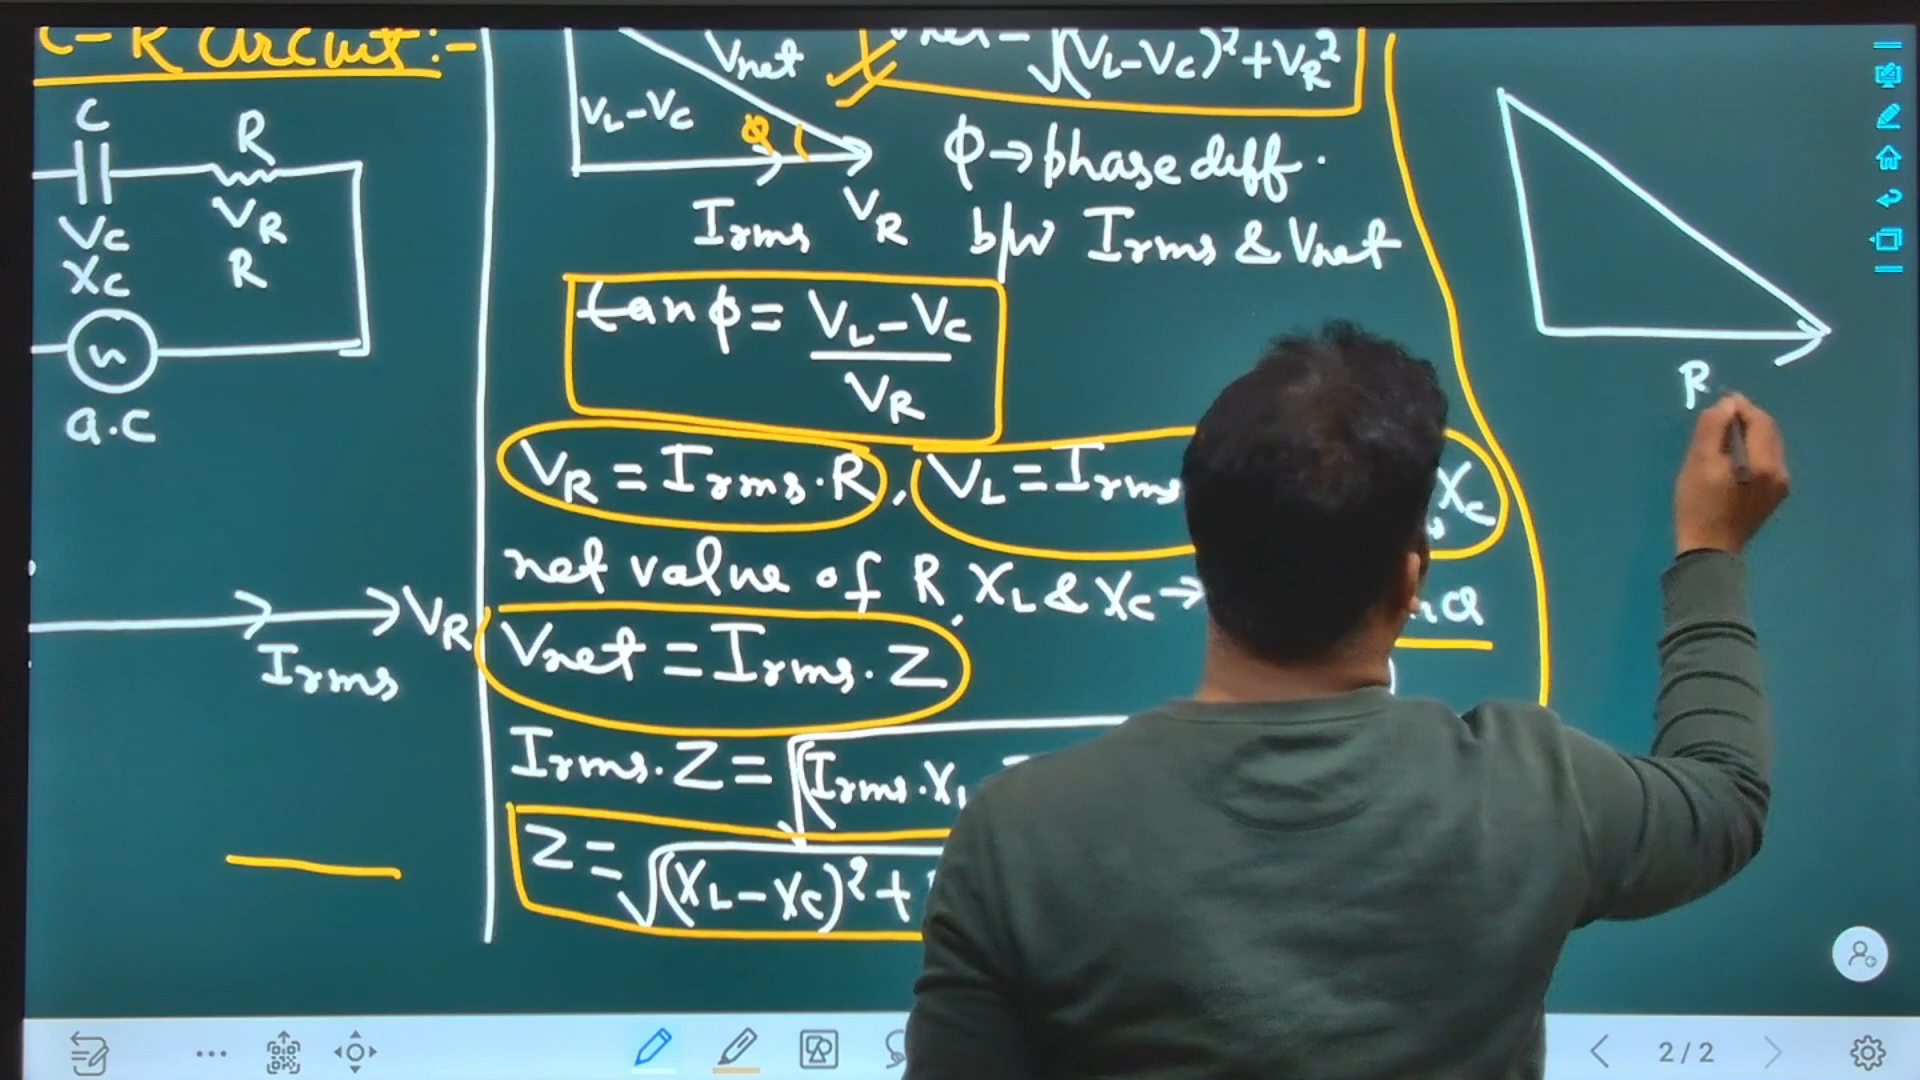 C-R Circuit:-
C
R
Vc
Xc
VR
R
a.c
VR
Irms
Vnet
VL-Vc
φ
Irms VR
√(VL-Vc)²+VR²
φ→phase diff.
b/w Irms & Vnet
tanφ = VL-Vc
VR
VR = Irms.R, VL = Irms Xc
net value of R, XL & Xc →
Vnet = Irms. Z
Irms. Z = √(Irms.XL
Z = √(XL-Xc)²+
R
2/2